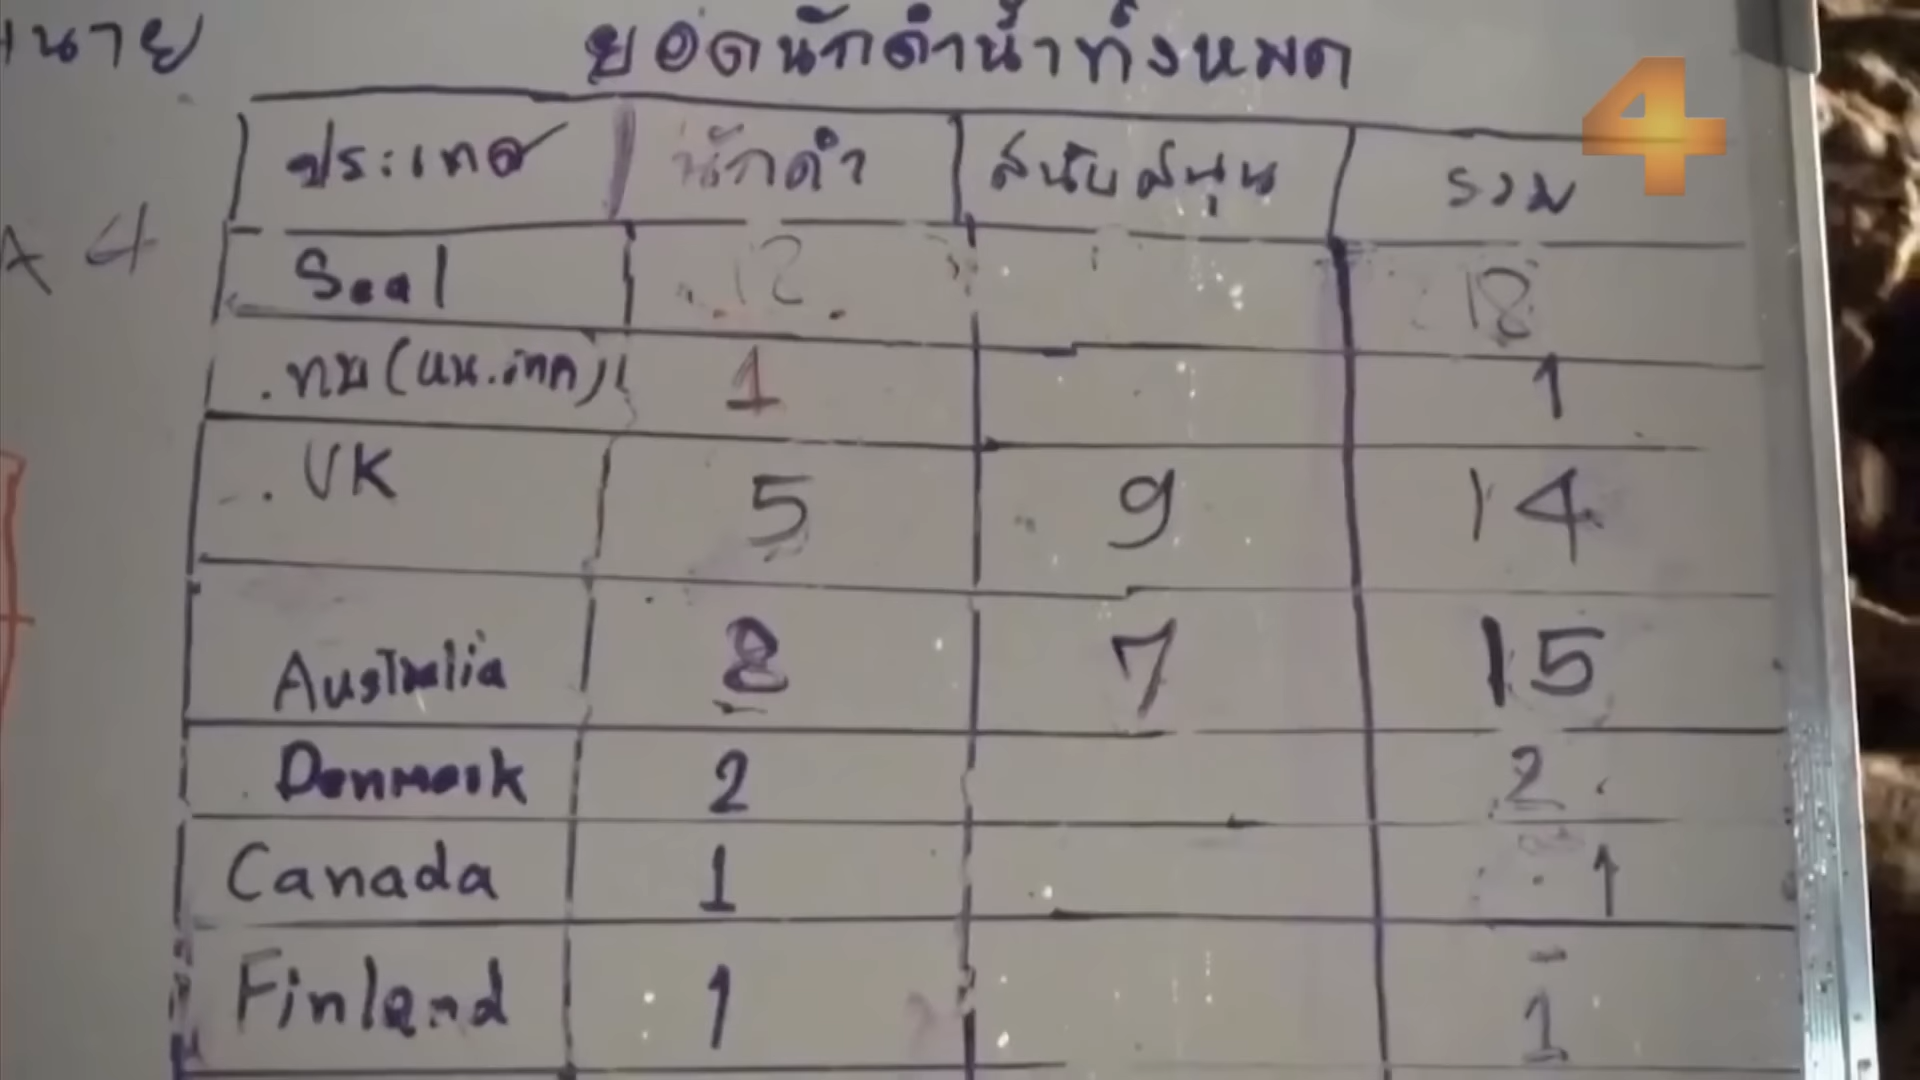 ยอดนักดำน้ำทั้งหมด
ประเทศ นักดำ สนับสนุน รวม
4
A 4
Seal 12 18
ทบ 1 1
UK 5 9 14
Australia 8 7 15
Denmark 2 2
Canada 1 1
Finland 1 1